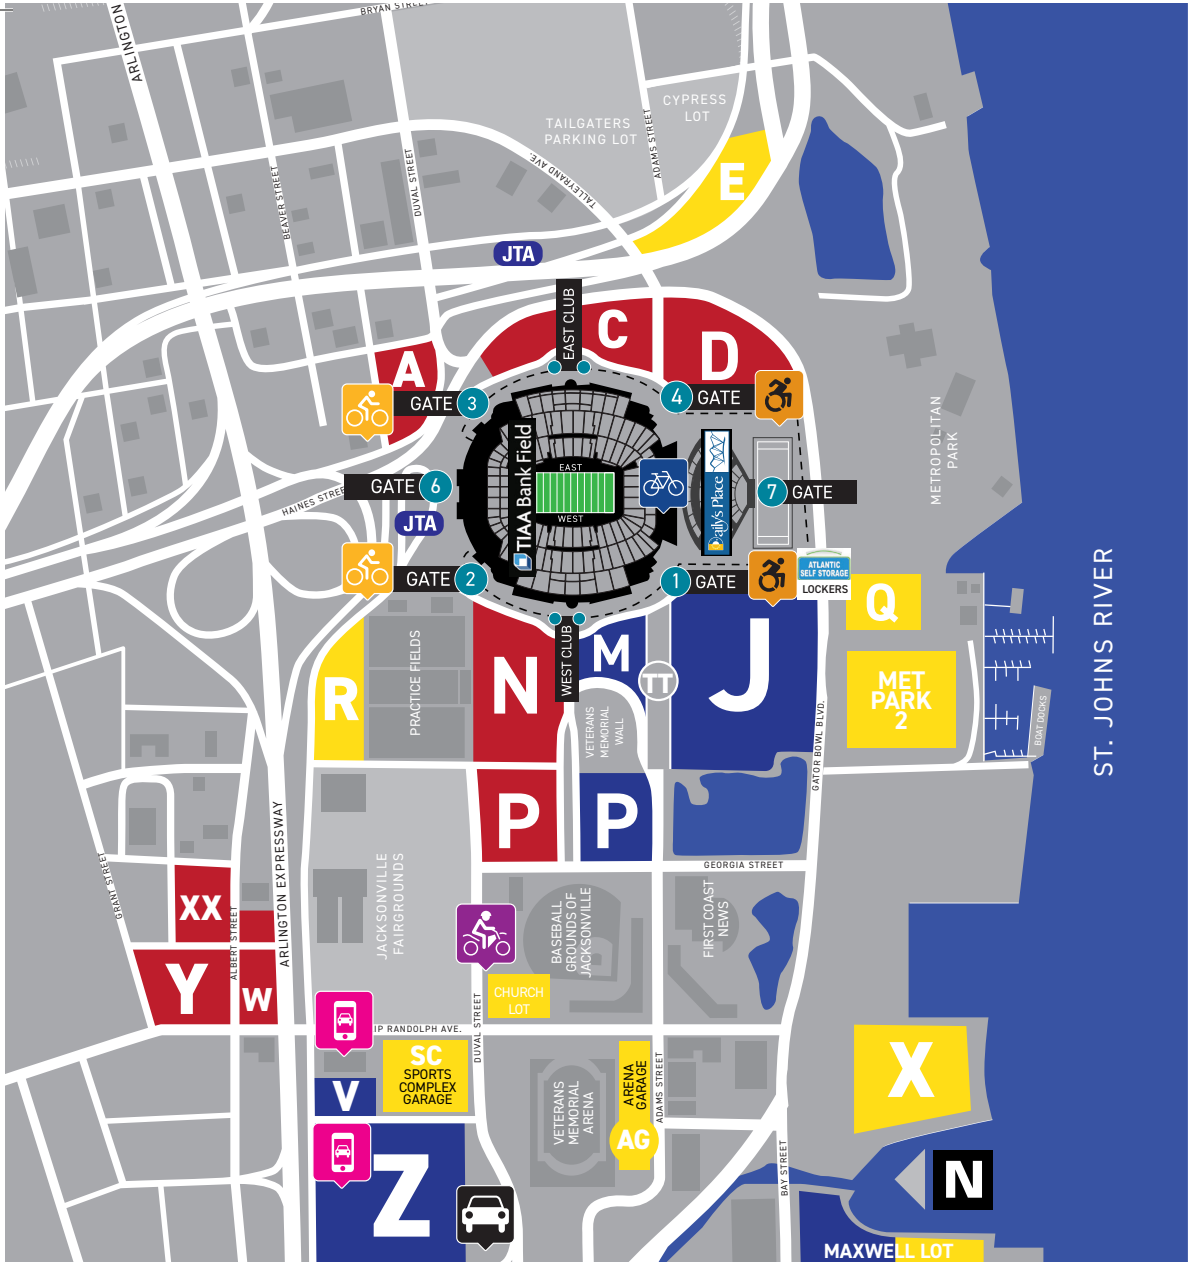 BRYAN STREET
ARLINGTON
CYPRESS
LOT
TAILGATERS
PARKING LOT
ADAMS STREET
TALLEYRAND AVE.
DUVAL STREET
BEAVER STREET
E
JTA
EAST CLUB
C
D
A
GATE 3
4 GATE
METROPOLITAN
PARK
TIAA Bank Field
EAST
WEST
Daily's Place
GATE 6
7 GATE
HAINES STREET
JTA
GATE 2
1 GATE
ATLANTIC
SELF STORAGE
LOCKERS
Q
WEST CLUB
R
PRACTICE FIELDS
N
M
TT
J
VETERANS
MEMORIAL
WALL
MET
PARK
2
BOAT DOCKS
ST. JOHNS RIVER
GATOR BOWL BLVD.
P
P
GEORGIA STREET
ARLINGTON EXPRESSWAY
GRANT STREET
ALBERT STREET
XX
Y
W
JACKSONVILLE
FAIRGROUNDS
BASEBALL
GROUNDS OF
JACKSONVILLE
FIRST COAST
NEWS
CHURCH
LOT
DUVAL STREET
IP RANDOLPH AVE.
SC
SPORTS
COMPLEX
GARAGE
V
VETERANS
MEMORIAL
ARENA
ARENA
GARAGE
AG
ADAMS STREET
X
Z
BAY STREET
N
MAXWELL LOT